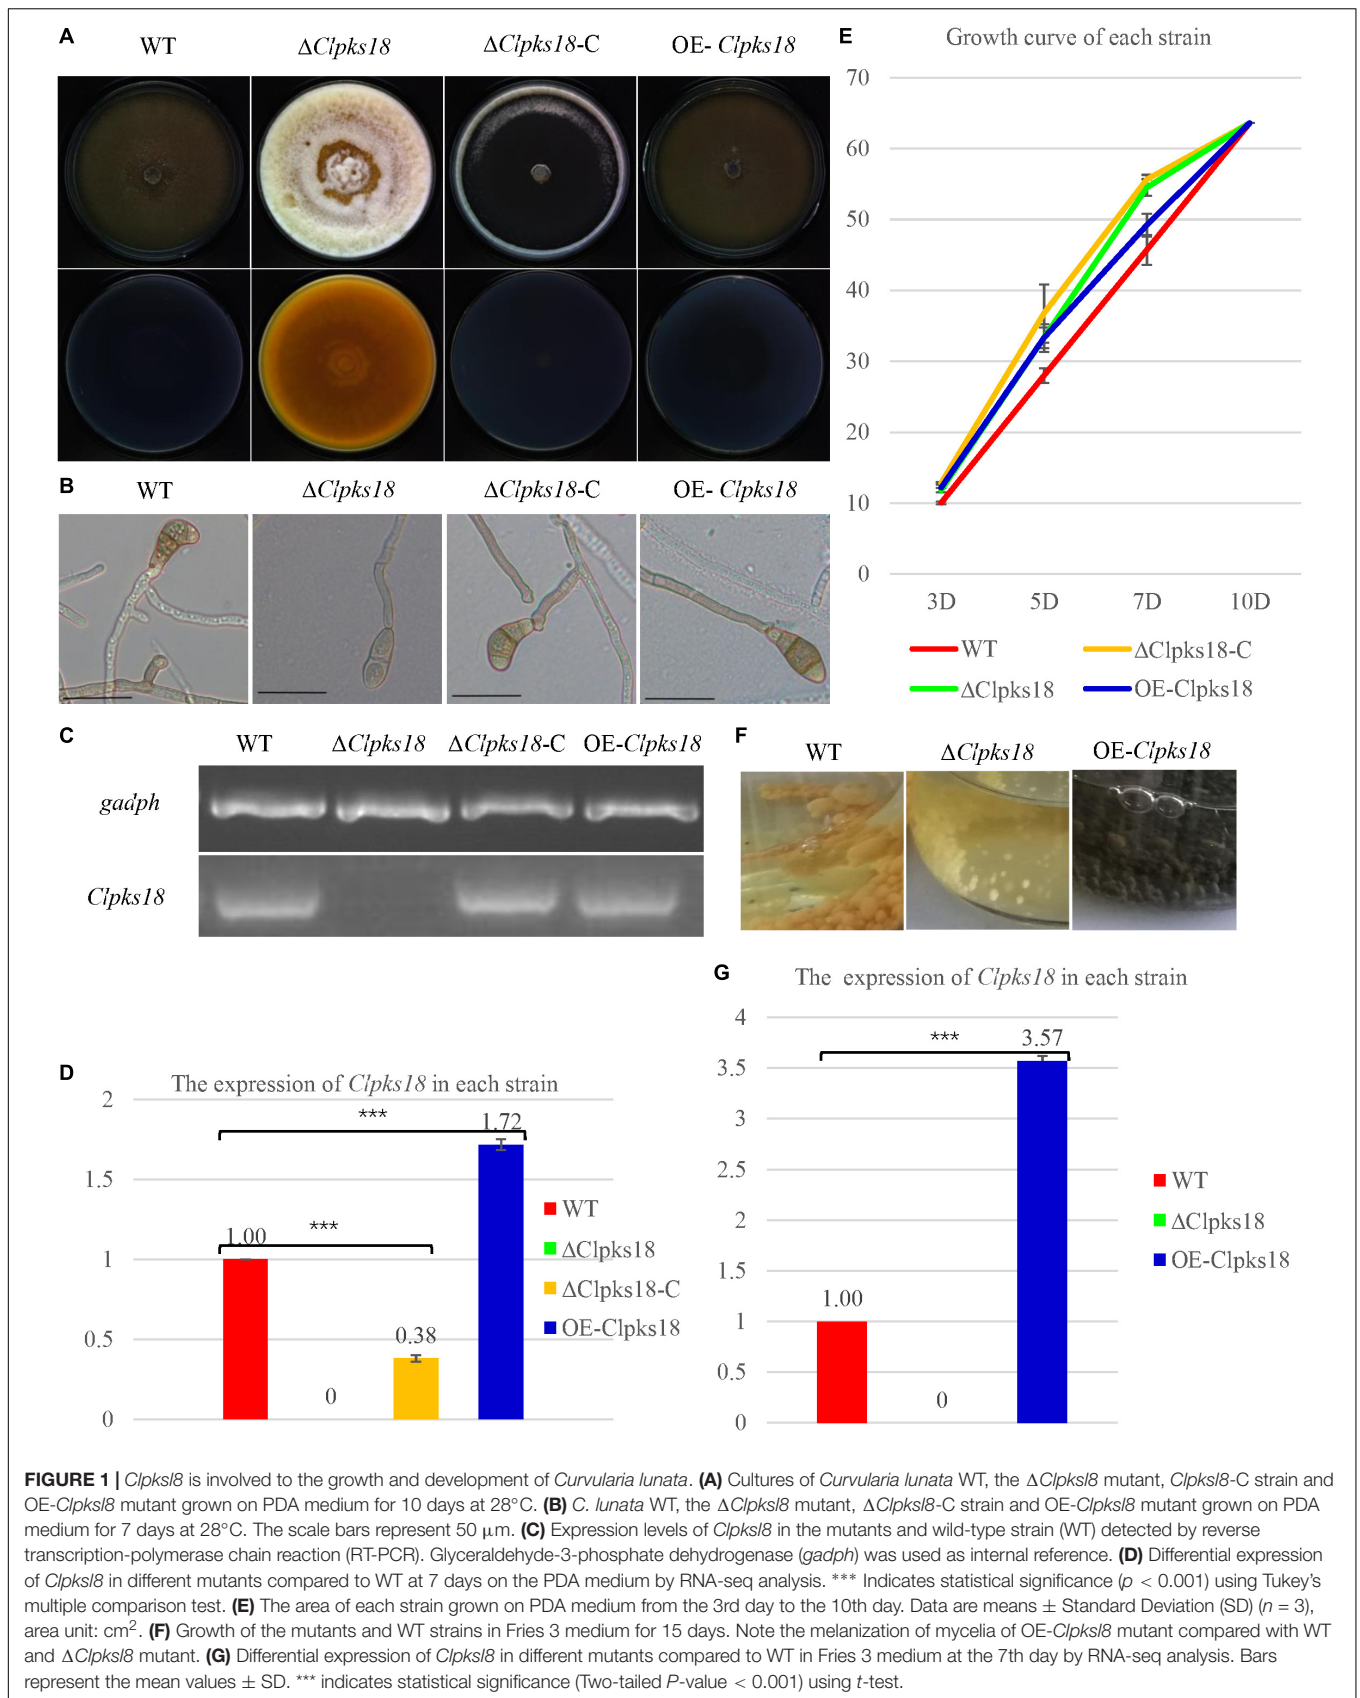 A
WT
ΔClpks18
ΔClpks18-C
OE- Clpks18
B
WT
ΔClpks18
ΔClpks18-C
OE- Clpks18
C
WT
ΔClpks18
ΔClpks18-C
OE-Clpks18
gadph
Clpks18
D
The expression of Clpks18 in each strain
2
1.5
1
0.5
0
***
***
1.00
0
0.38
1.72
WT
ΔClpks18
ΔClpks18-C
OE-Clpks18
E
Growth curve of each strain
70
60
50
40
30
20
10
0
3D
5D
7D
10D
WT
ΔClpks18-C
ΔClpks18
OE-Clpks18
F
WT
ΔClpks18
OE-Clpks18
G
The expression of Clpks18 in each strain
4
3.5
3
2.5
2
1.5
1
0.5
0
***
1.00
0
3.57
WT
ΔClpks18
OE-Clpks18
FIGURE 1 | Clpksl8 is involved to the growth and development of Curvularia lunata. (A) Cultures of Curvularia lunata WT, the ΔClpksl8 mutant, Clpksl8-C strain and
OE-Clpksl8 mutant grown on PDA medium for 10 days at 28°C. (B) C. lunata WT, the ΔClpksl8 mutant, ΔClpksl8-C strain and OE-Clpksl8 mutant grown on PDA
medium for 7 days at 28°C. The scale bars represent 50 μm. (C) Expression levels of Clpksl8 in the mutants and wild-type strain (WT) detected by reverse
transcription-polymerase chain reaction (RT-PCR). Glyceraldehyde-3-phosphate dehydrogenase (gadph) was used as internal reference. (D) Differential expression
of Clpksl8 in different mutants compared to WT at 7 days on the PDA medium by RNA-seq analysis. *** Indicates statistical significance (p < 0.001) using Tukey's
multiple comparison test. (E) The area of each strain grown on PDA medium from the 3rd day to the 10th day. Data are means ± Standard Deviation (SD) (n = 3),
area unit: cm². (F) Growth of the mutants and WT strains in Fries 3 medium for 15 days. Note the melanization of mycelia of OE-Clpksl8 mutant compared with WT
and ΔClpksl8 mutant. (G) Differential expression of Clpksl8 in different mutants compared to WT in Fries 3 medium at the 7th day by RNA-seq analysis. Bars
represent the mean values ± SD. *** indicates statistical significance (Two-tailed P-value < 0.001) using t-test.